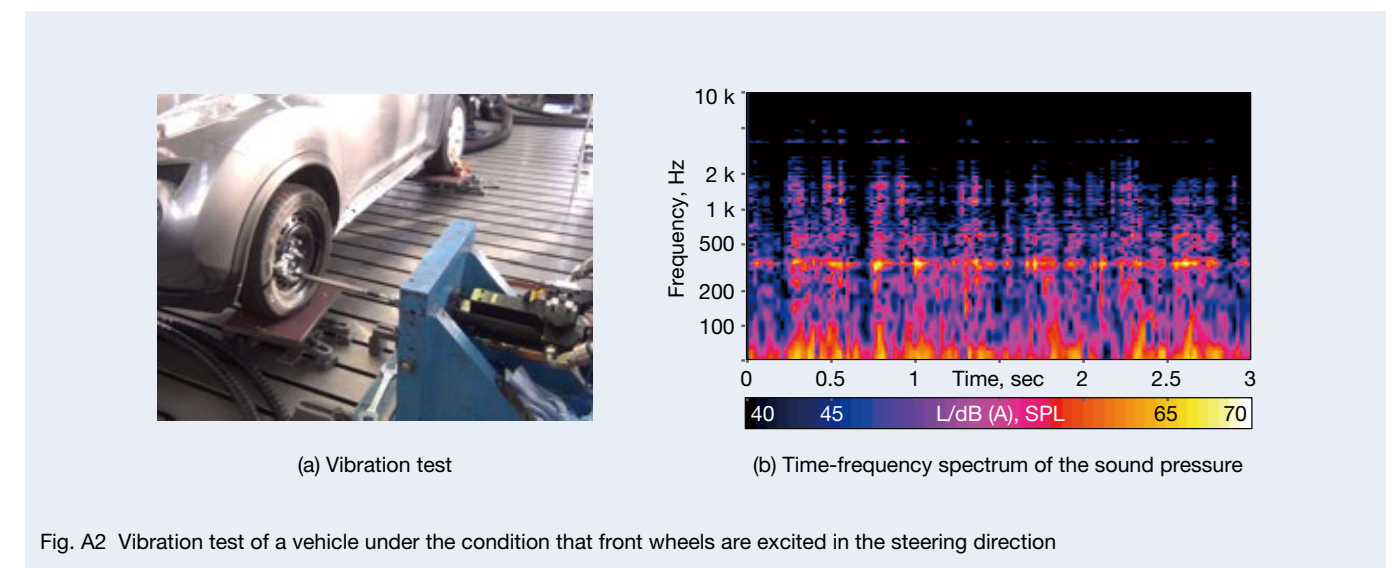 10 k
2 k
1 k
500
200
100
Frequency, Hz
0 0.5 1 Time, sec 2 2.5 3
40 45 L/dB (A), SPL 65 70
(a) Vibration test
(b) Time-frequency spectrum of the sound pressure
Fig. A2 Vibration test of a vehicle under the condition that front wheels are excited in the steering direction